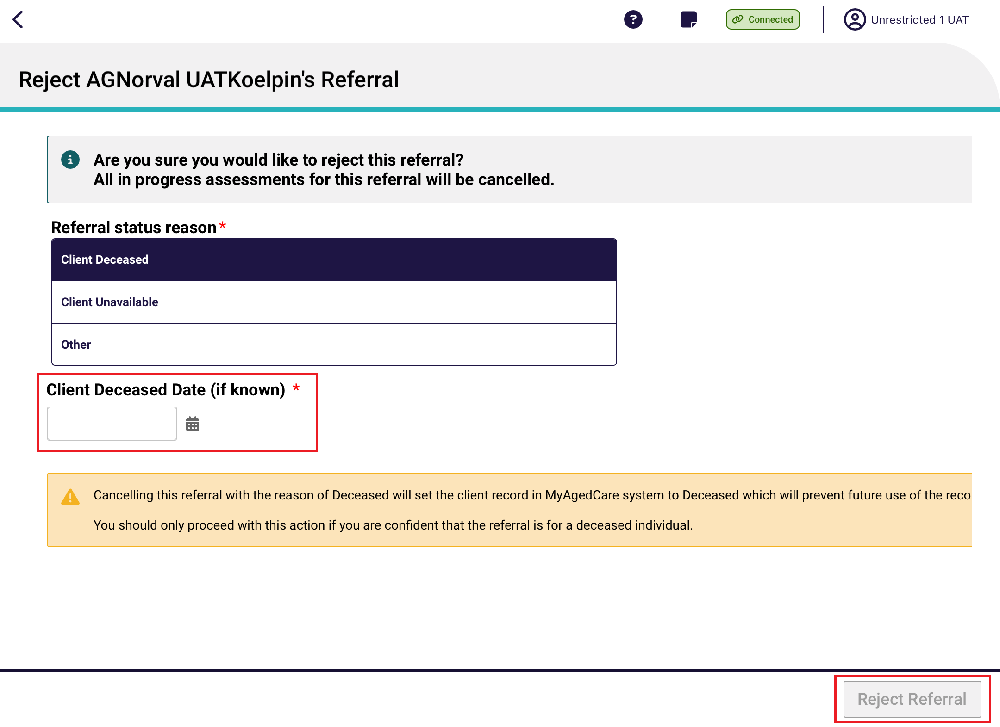 Connected
Unrestricted 1 UAT
Reject AGNorval UATKoelpin's Referral
Are you sure you would like to reject this referral?
All in progress assessments for this referral will be cancelled.
Referral status reason*
Client Deceased
Client Unavailable
Other
Client Deceased Date (if known) *
Cancelling this referral with the reason of Deceased will set the client record in MyAgedCare system to Deceased which will prevent future use of the
You should only proceed with this action if you are confident that the referral is for a deceased individual.
Reject Referral